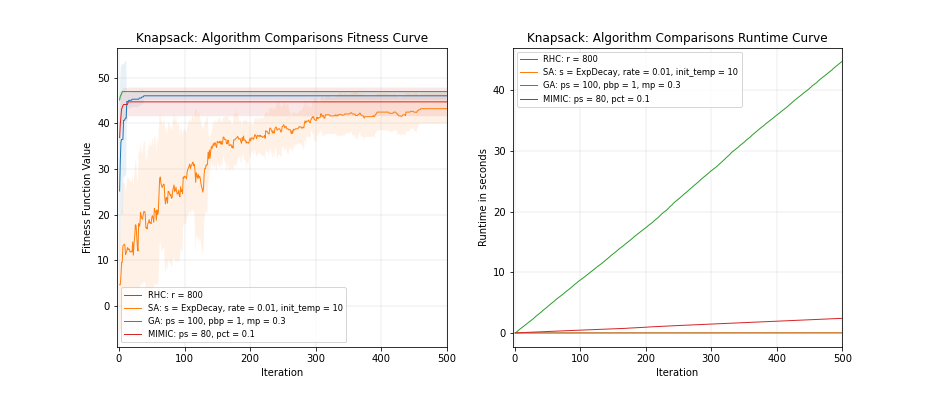 Knapsack: Algorithm Comparisons Fitness Curve
Fitness Function Value
50
40
30
20
10
0
RHC: r = 800
SA: s = ExpDecay, rate = 0.01, init_temp = 10
GA: ps = 100, pbp = 1, mp = 0.3
MIMIC: ps = 80, pct = 0.1
0 100 200 300 400 500
Iteration
Knapsack: Algorithm Comparisons Runtime Curve
RHC: r = 800
SA: s = ExpDecay, rate = 0.01, init_temp = 10
GA: ps = 100, pbp = 1, mp = 0.3
MIMIC: ps = 80, pct = 0.1
Runtime in seconds
40
30
20
10
0
0 100 200 300 400 500
Iteration